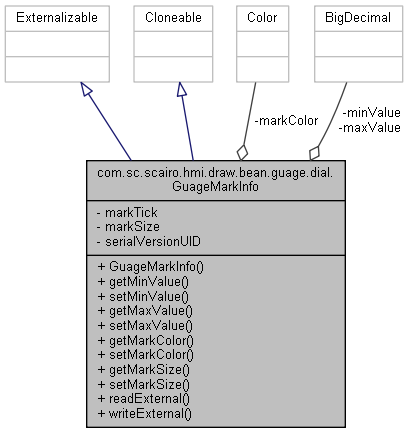 Externalizable
Cloneable
Color
BigDecimal
-markColor
-minValue
-maxValue
com.sc.scairo.hmi.draw.bean.guage.dial.
GuageMarkInfo
- markTick
- markSize
- serialVersionUID
+ GuageMarkInfo()
+ getMinValue()
+ setMinValue()
+ getMaxValue()
+ setMaxValue()
+ getMarkColor()
+ setMarkColor()
+ getMarkSize()
+ setMarkSize()
+ readExternal()
+ writeExternal()